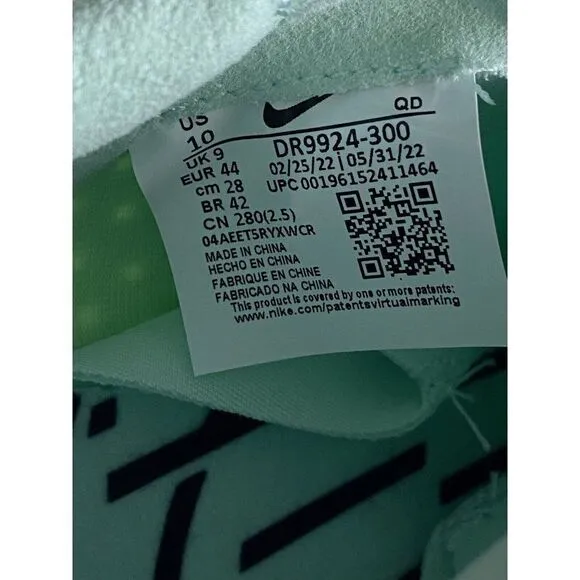 US
10
UK 9
EUR 44
cm 28
BR 42
CN 280(2.5)
04AEET5RYXWCR
QD
DR9924-300
02/25/22 | 05/31/22
UPC 00196152411464
MADE IN CHINA
HECHO EN CHINA
FABRIQUE EN CHINE
FABRICADO NA CHINA
This product is covered by one or more patents:
www.nike.com/patentsvirtualmarking